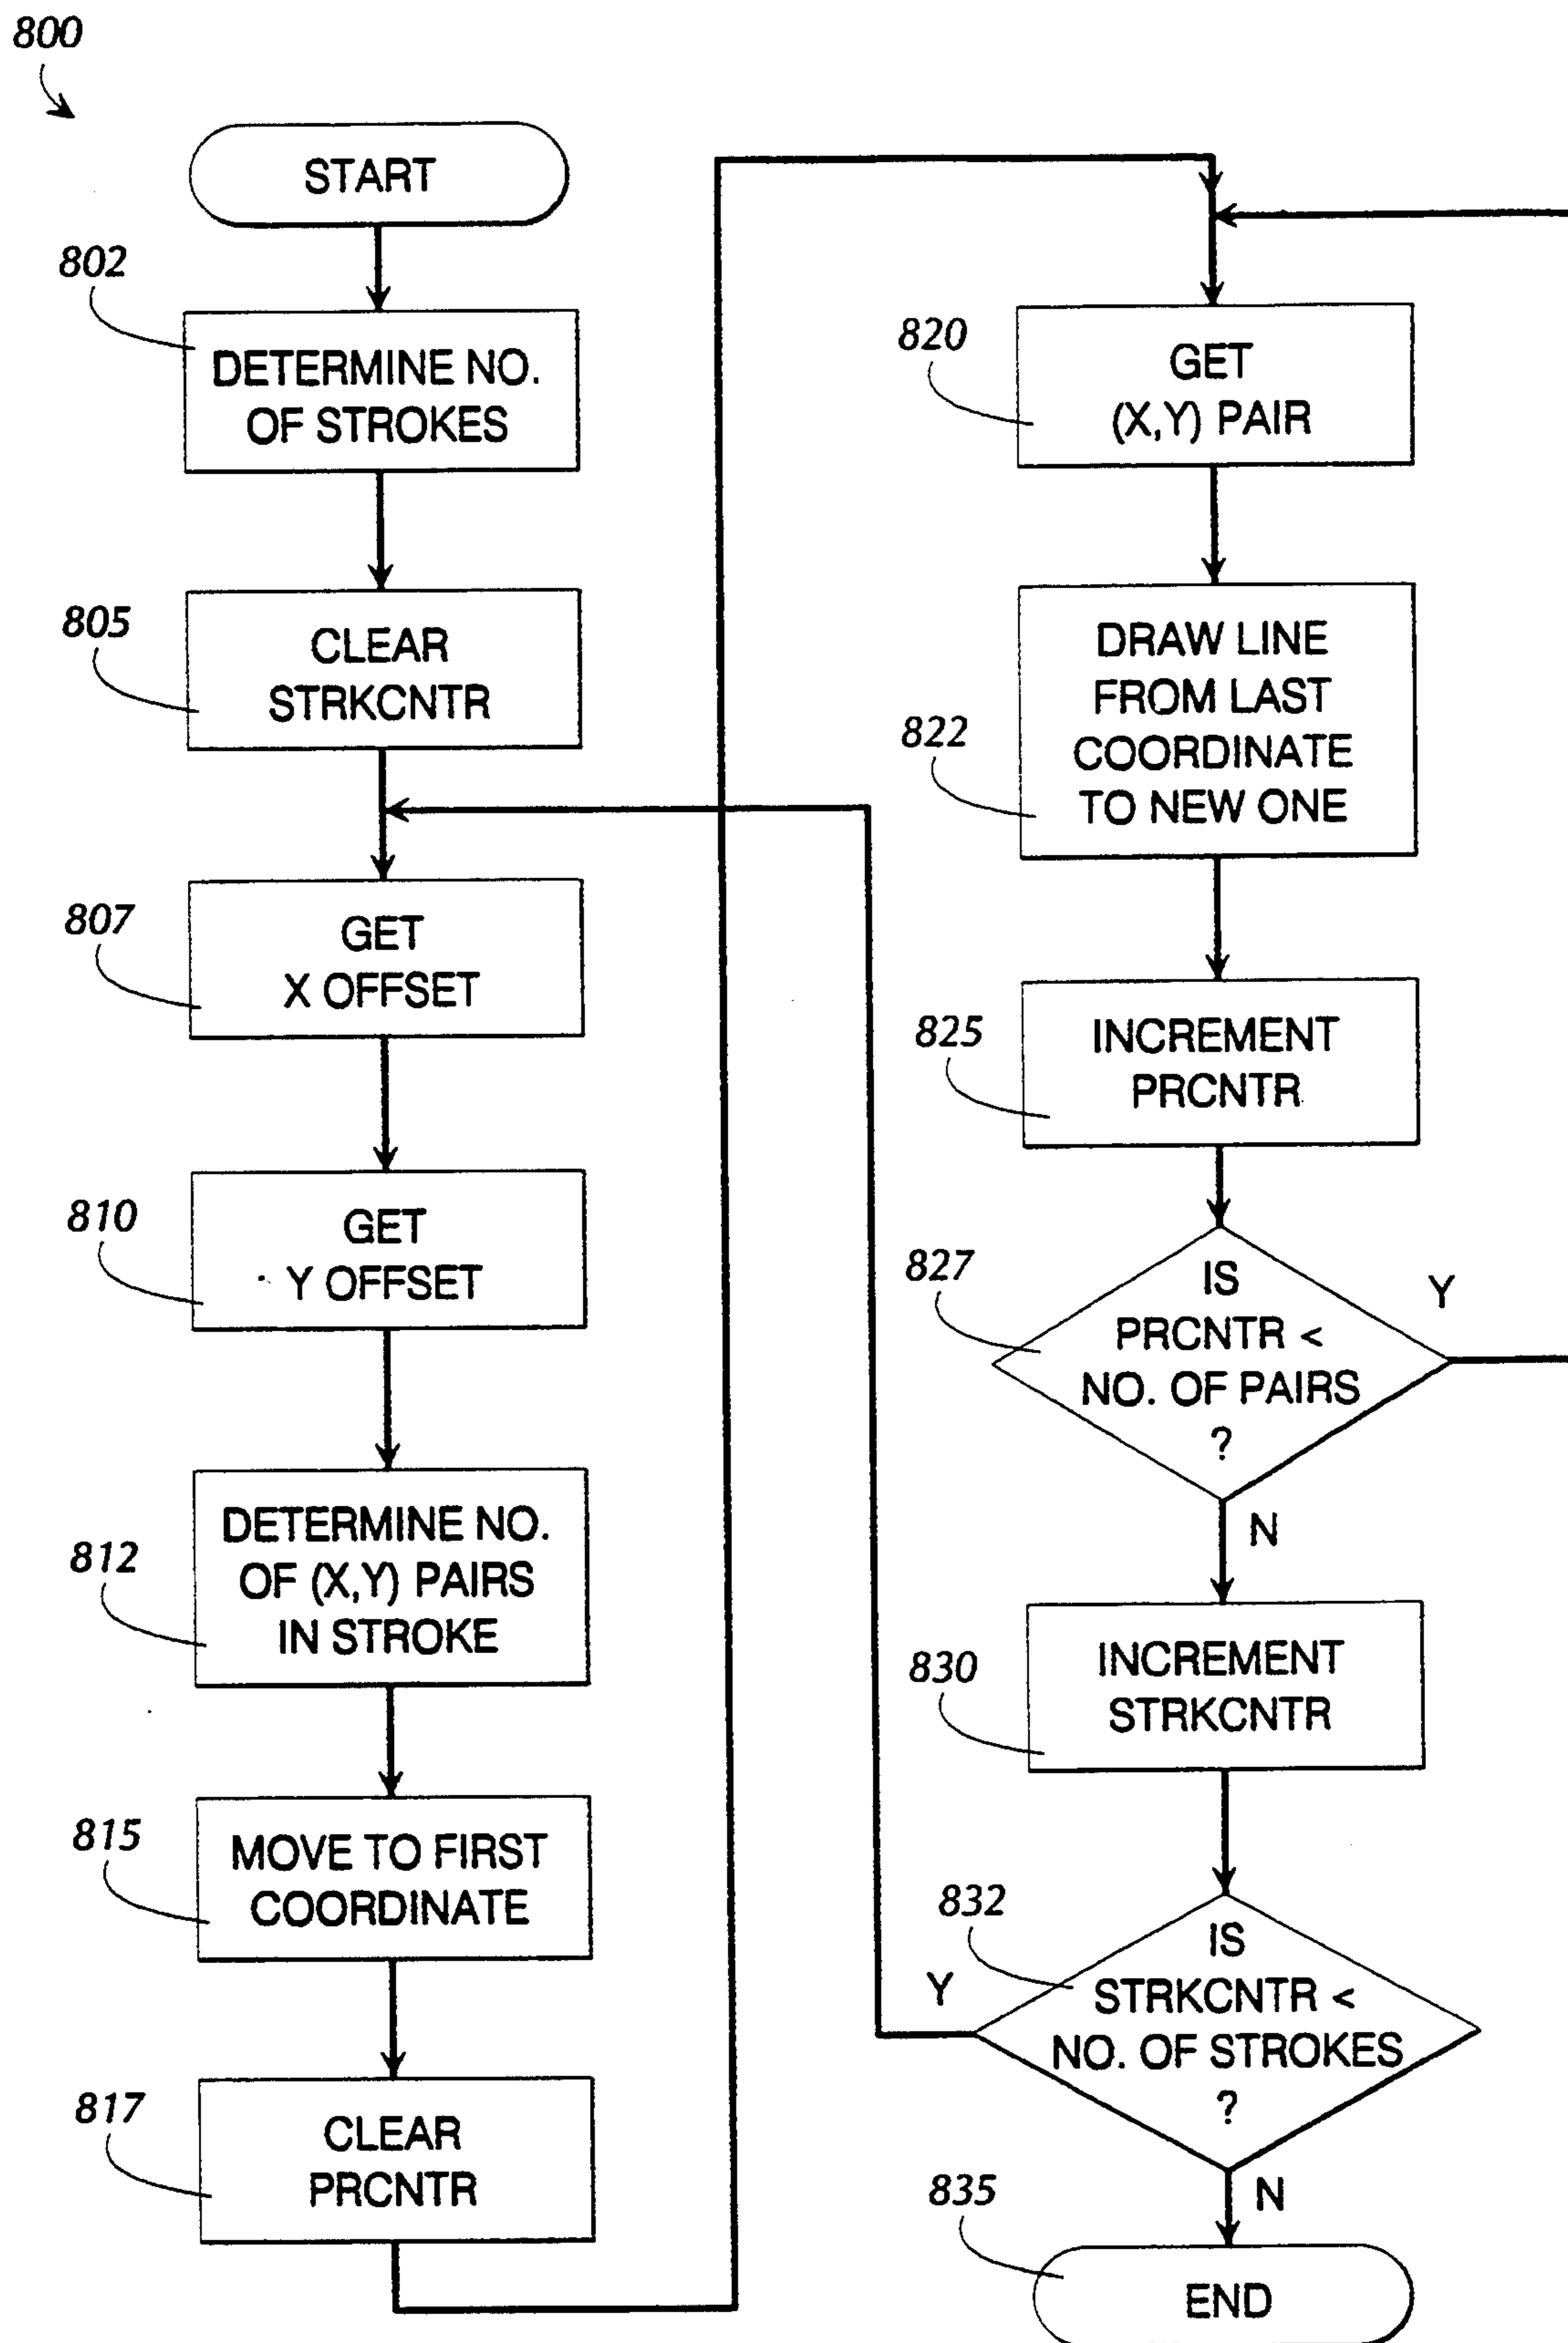 800
START
802
DETERMINE NO.
OF STROKES
805
CLEAR
STRKCNTR
807
GET
X OFFSET
810
GET
Y OFFSET
812
DETERMINE NO.
OF (X,Y) PAIRS
IN STROKE
815
MOVE TO FIRST
COORDINATE
817
CLEAR
PRCNTR
820
GET
(X,Y) PAIR
822
DRAW LINE
FROM LAST
COORDINATE
TO NEW ONE
825
INCREMENT
PRCNTR
827
IS
PRCNTR <
NO. OF PAIRS
?
Y
N
830
INCREMENT
STRKCNTR
832
IS
STRKCNTR <
NO. OF STROKES
?
Y
N
835
END